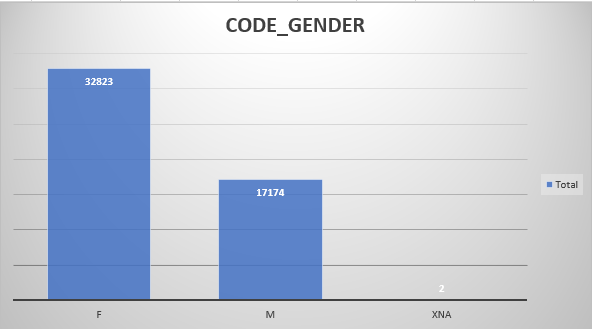 CODE_GENDER
32823
17174
2
Total
F
M
XNA